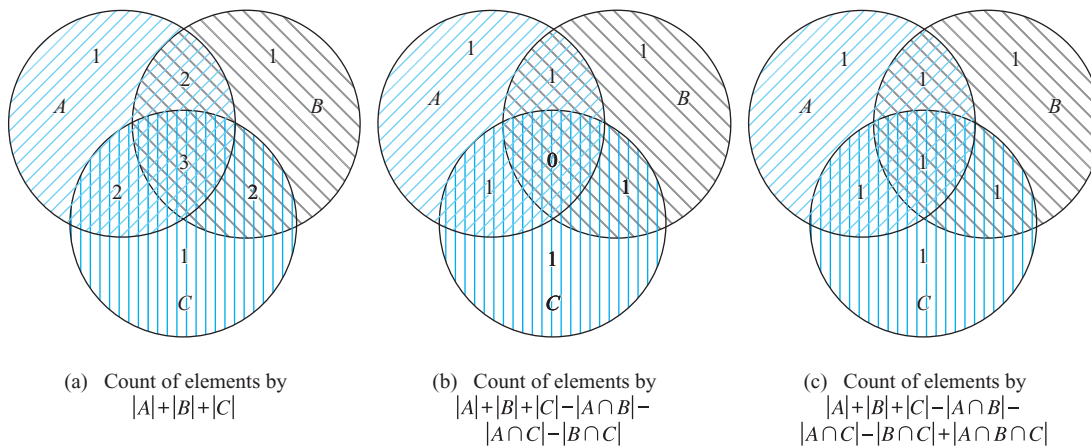 1
1
2
A
B
3
2
2
1
C
(a) Count of elements by
|A|+|B|+|C|
1
1
1
A
B
0
1
1
1
C
(b) Count of elements by
|A|+|B|+|C|−|A∩B|−
|A∩C|−|B∩C|
1
1
1
A
B
1
1
1
1
C
(c) Count of elements by
|A|+|B|+|C|−|A∩B|−
|A∩C|−|B∩C|+|A∩B∩C|